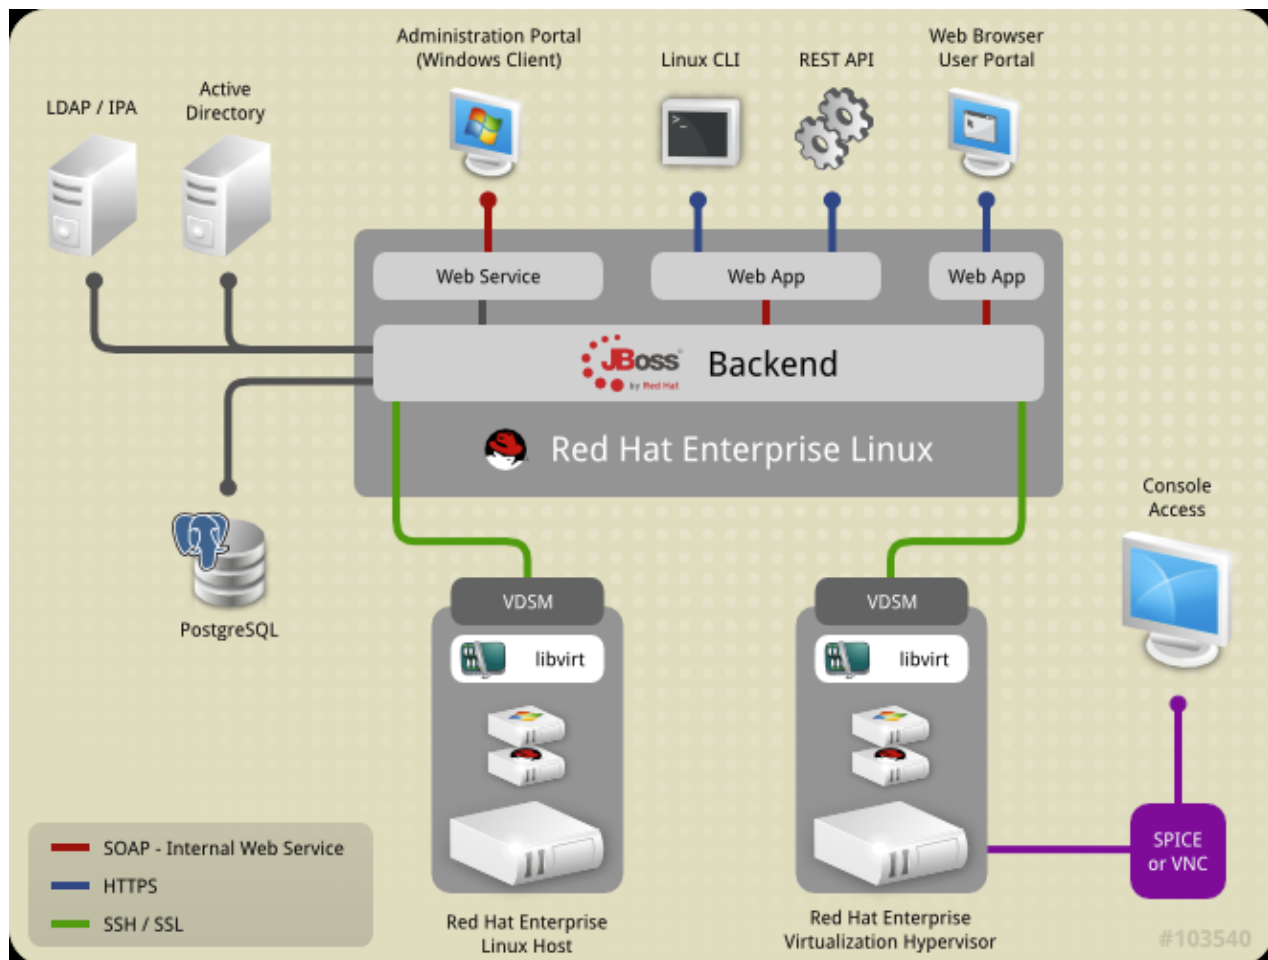 Administration Portal
(Windows Client)
Linux CLI
REST API
Web Browser
User Portal
LDAP / IPA
Active
Directory
>_
Web Service
Web App
Web App
JBoss
by Red Hat
Backend
Red Hat Enterprise Linux
PostgreSQL
Console
Access
VDSM
libvirt
VDSM
libvirt
SPICE
or VNC
Red Hat Enterprise
Linux Host
Red Hat Enterprise
Virtualization Hypervisor
SOAP - Internal Web Service
HTTPS
SSH / SSL
#103540